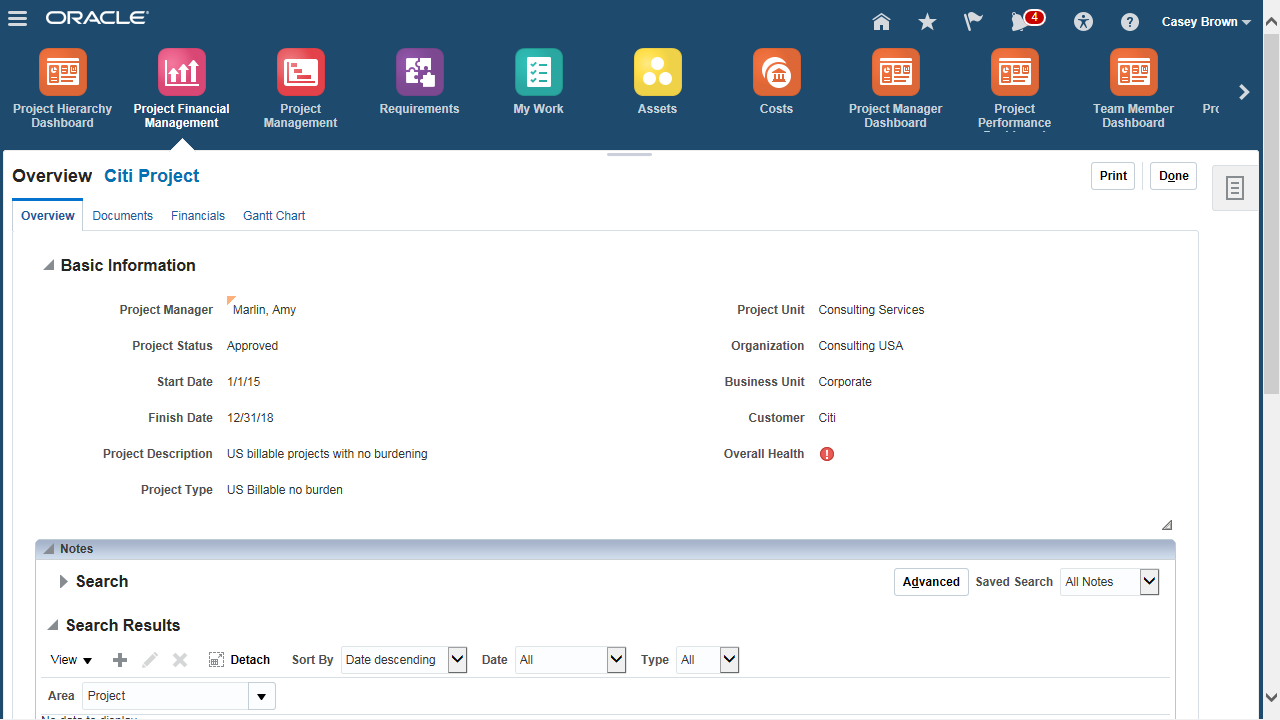 ORACLE
4
Casey Brown
Project Hierarchy Dashboard
Project Financial Management
Project Management
Requirements
My Work
Assets
Costs
Project Manager Dashboard
Project Performance
Team Member Dashboard
Overview Citi Project
Print
Done
Overview
Documents
Financials
Gantt Chart
Basic Information
Project Manager Marlin, Amy
Project Status Approved
Start Date 1/1/15
Finish Date 12/31/18
Project Description US billable projects with no burdening
Project Type US Billable no burden
Project Unit Consulting Services
Organization Consulting USA
Business Unit Corporate
Customer Citi
Overall Health
Notes
Search
Advanced Saved Search All Notes
Search Results
View Detach Sort By Date descending Date All Type All
Area Project
No data to display